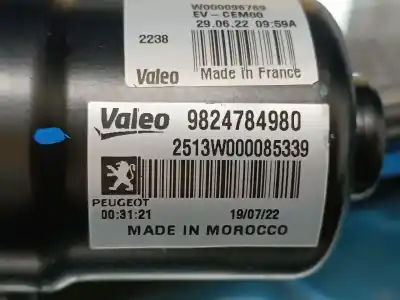 W000096769
EV-CEM00
29.06.22 09:59A
2238
Valeo Made in France
Valeo 9824784980
2513W000085339
PEUGEOT
00:31:21 19/07/22
MADE IN MOROCCO